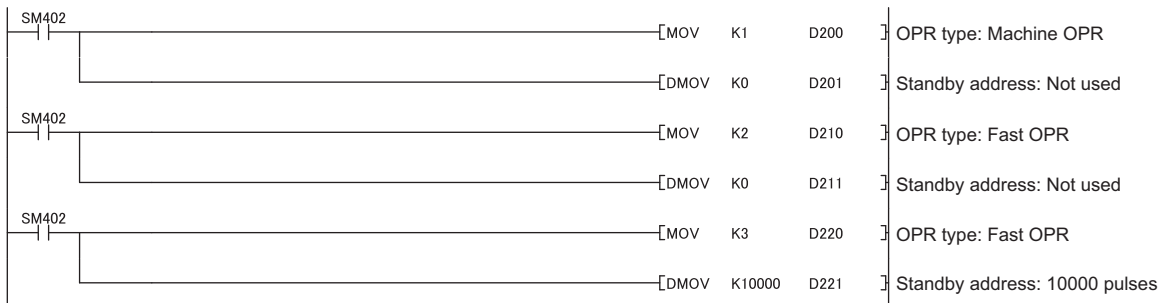 SM402
[MOV K1 D200 ] OPR type: Machine OPR
[DMOV K0 D201 ] Standby address: Not used
SM402
[MOV K2 D210 ] OPR type: Fast OPR
[DMOV K0 D211 ] Standby address: Not used
SM402
[MOV K3 D220 ] OPR type: Fast OPR
[DMOV K10000 D221 ] Standby address: 10000 pulses